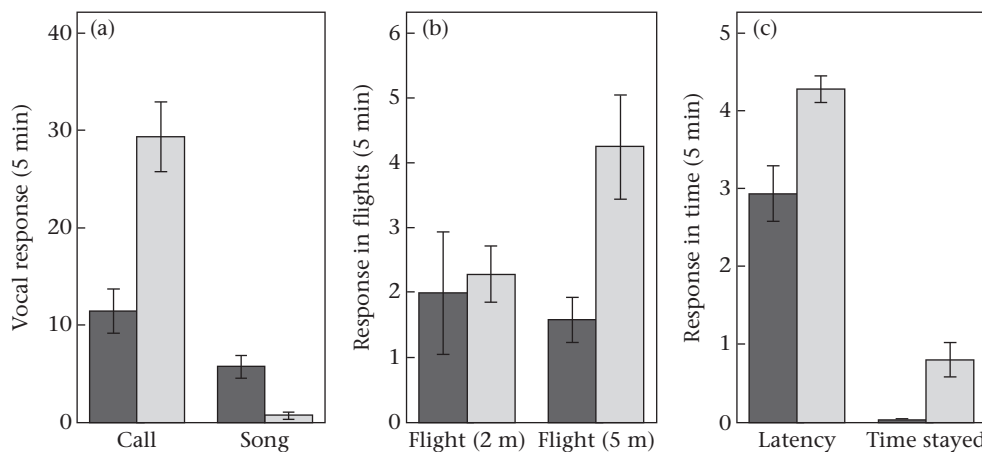 (a)
Vocal response (5 min)
40
30
20
10
0
Call Song
(b)
Response in flights (5 min)
6
5
4
3
2
1
0
Flight (2 m) Flight (5 m)
(c)
Response in time (5 min)
5
4
3
2
1
0
Latency Time stayed